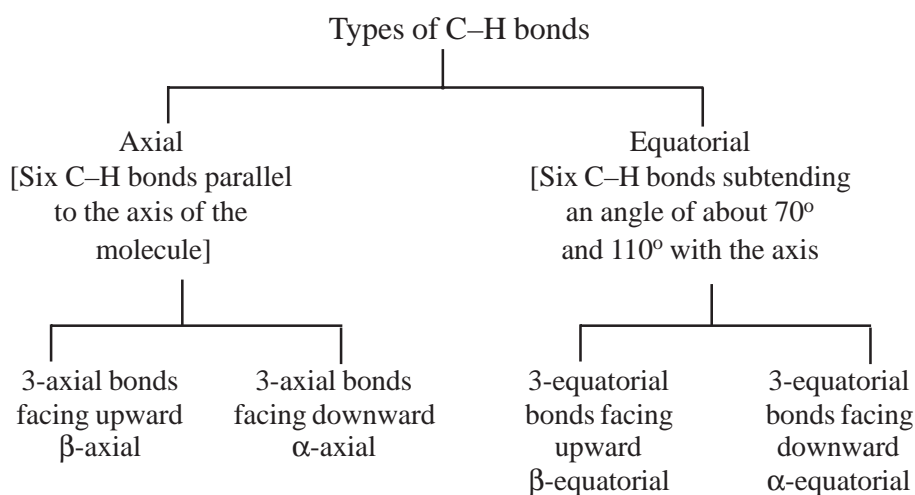 Types of C–H bonds
Axial
[Six C–H bonds parallel
to the axis of the
molecule]
Equatorial
[Six C–H bonds subtending
an angle of about 70º
and 110º with the axis
3-axial bonds
facing upward
β-axial
3-axial bonds
facing downward
α-axial
3-equatorial
bonds facing
upward
β-equatorial
3-equatorial
bonds facing
downward
α-equatorial